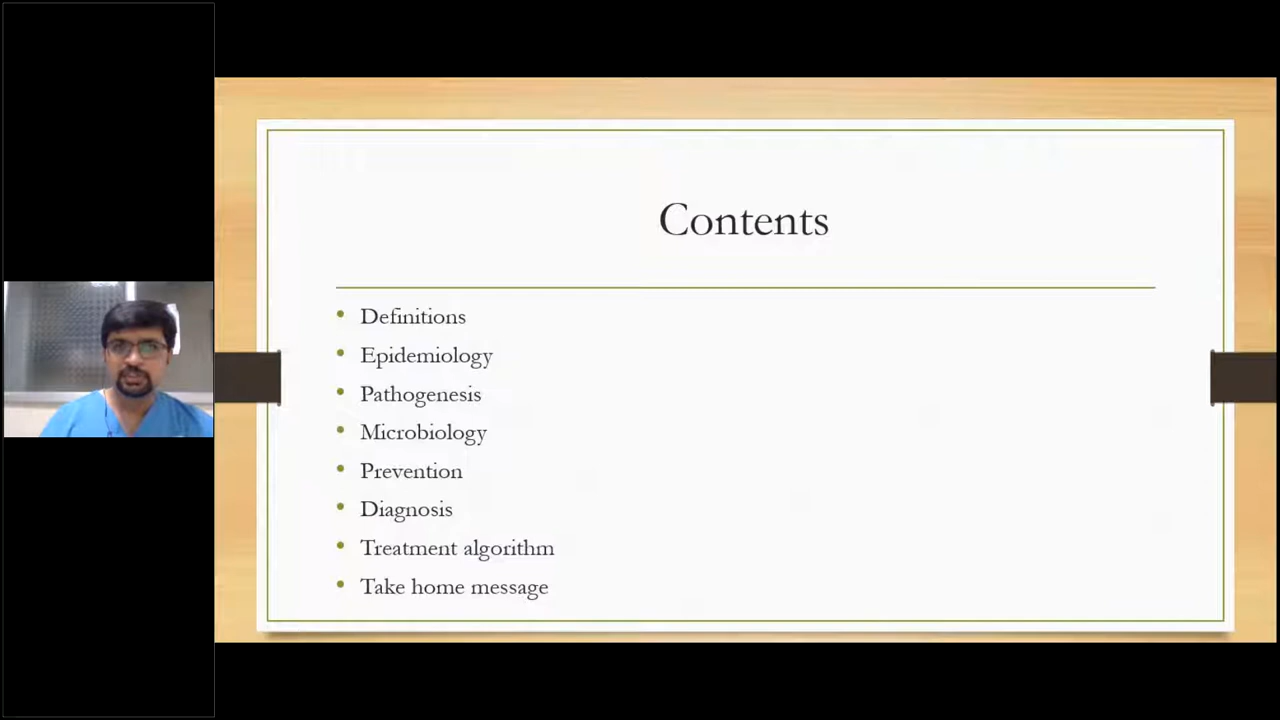 Contents
• Definitions
• Epidemiology
• Pathogenesis
• Microbiology
• Prevention
• Diagnosis
• Treatment algorithm
• Take home message